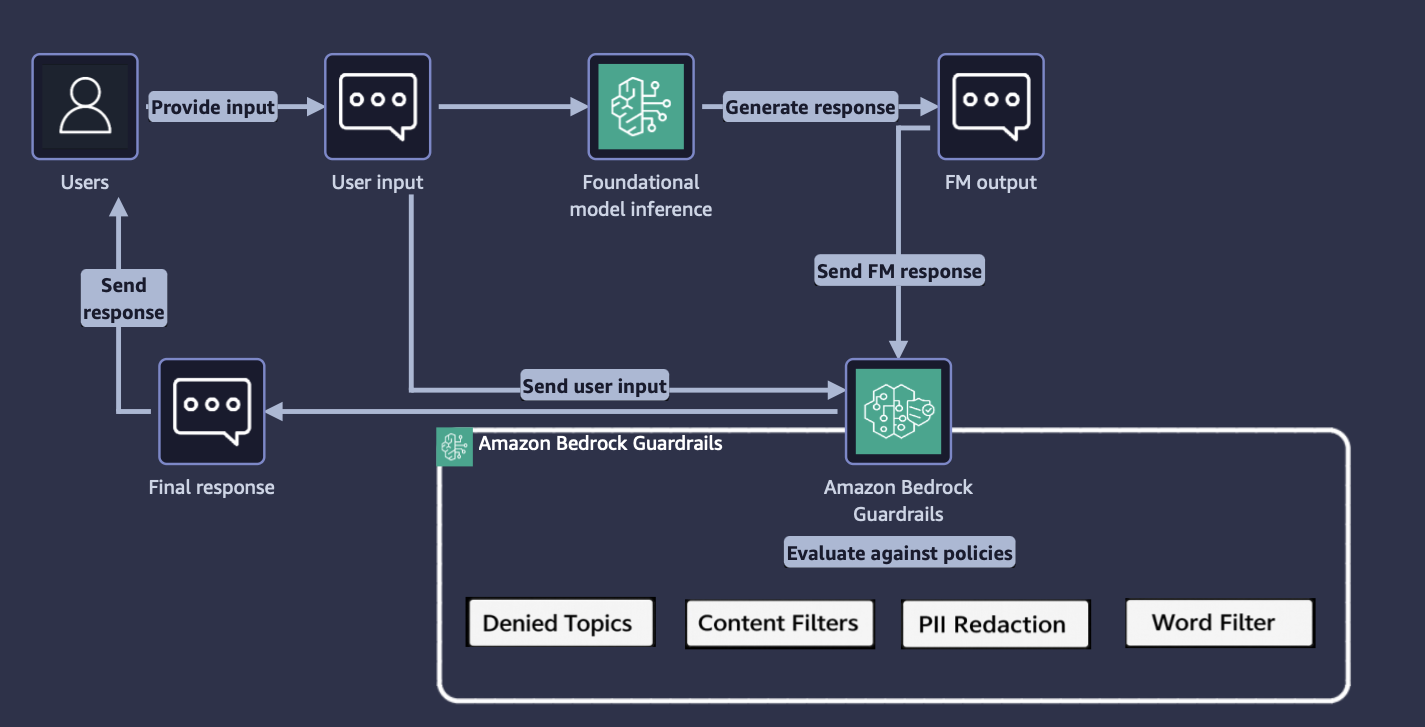 Provide input
Generate response
Users
User input
Foundational
model inference
FM output
Send
response
Send FM response
Send user input
Amazon Bedrock Guardrails
Final response
Amazon Bedrock
Guardrails
Evaluate against policies
Denied Topics
Content Filters
PII Redaction
Word Filter